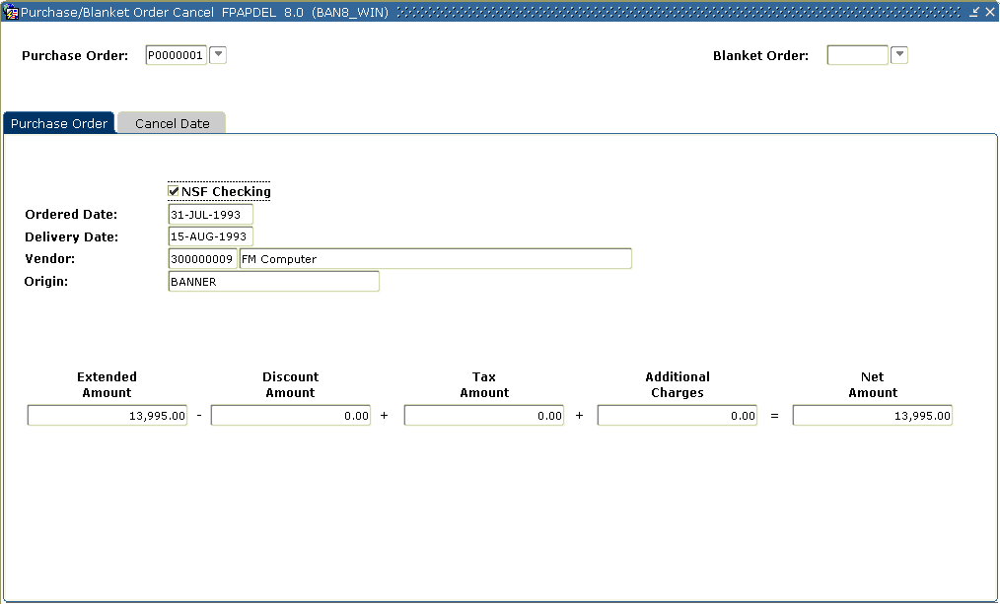 Purchase/Blanket Order Cancel FPAPDEL 8.0 (BAN8_WIN)
Purchase Order: P0000001 Blanket Order:
Purchase Order Cancel Date
NSF Checking
Ordered Date: 31-JUL-1993
Delivery Date: 15-AUG-1993
Vendor: 300000009 FM Computer
Origin: BANNER
Extended Discount Tax Additional Net
Amount Amount Amount Charges Amount
13,995.00 - 0.00 + 0.00 + 0.00 = 13,995.00